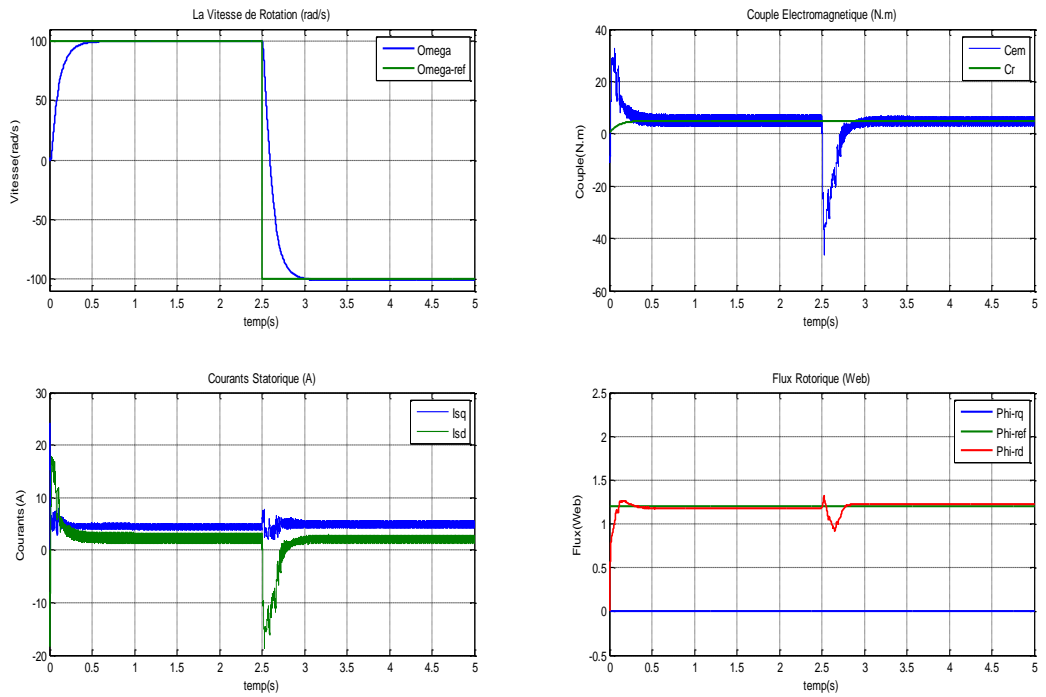 La Vitesse de Rotation (rad/s)
100
50
0
-50
-100
Vitesse(rad/s)
Omega
Omega-ref
0 0.5 1 1.5 2 2.5 3 3.5 4 4.5 5
temp(s)
Couple Electromagnetique (N.m)
40
20
0
-20
-40
-60
Couple(N.m)
Cem
Cr
0 0.5 1 1.5 2 2.5 3 3.5 4 4.5 5
temp(s)
Courants Statorique (A)
30
20
10
0
-10
-20
Courants(A)
Isq
Isd
0 0.5 1 1.5 2 2.5 3 3.5 4 4.5 5
temp(s)
Flux Rotorique (Web)
2.5
2
1.5
1
0.5
0
-0.5
Flux(Web)
Phi-rq
Phi-ref
Phi-rd
0 0.5 1 1.5 2 2.5 3 3.5 4 4.5 5
temp(s)